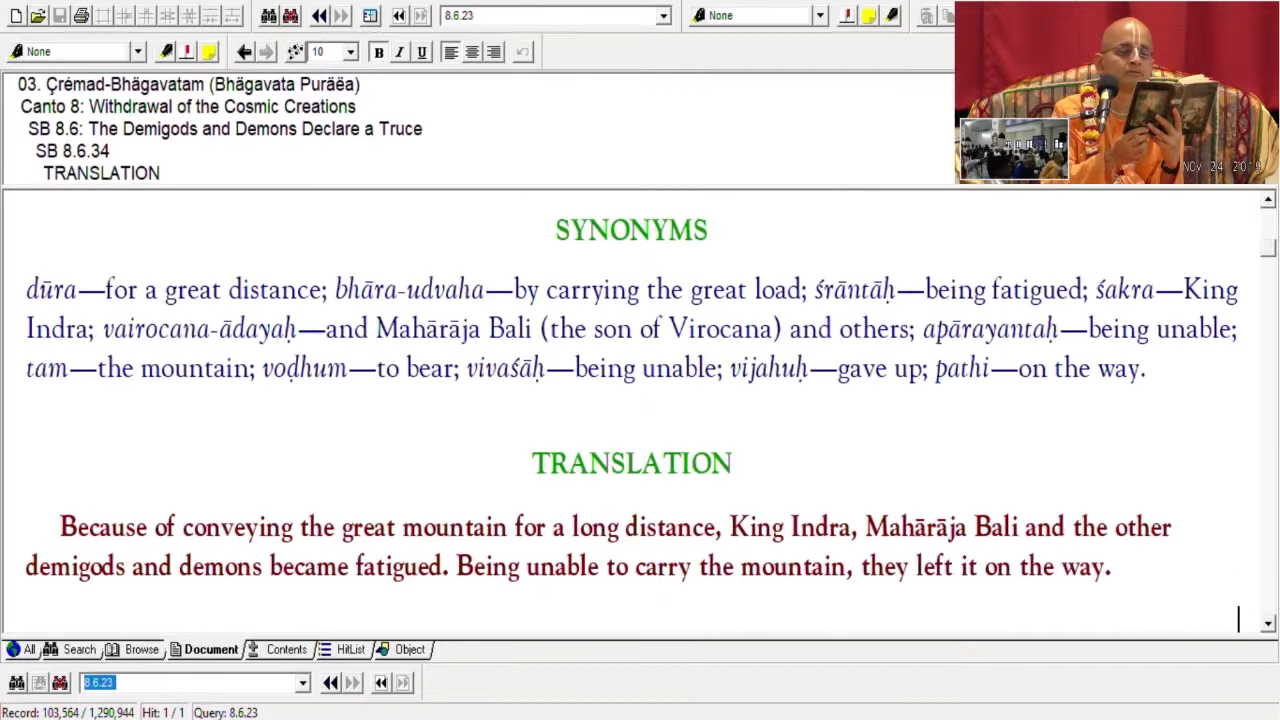 8.6.23
None
None
10
B I U
03. Çrémad-Bhägavatam (Bhägavata Puräëa)
Canto 8: Withdrawal of the Cosmic Creations
SB 8.6: The Demigods and Demons Declare a Truce
SB 8.6.34
TRANSLATION
NOV 24 2019
SYNONYMS
dūra—for a great distance; bhāra-udvaha—by carrying the great load; śrāntāḥ—being fatigued; śakra—King
Indra; vairocana-ādayaḥ—and Mahārāja Bali (the son of Virocana) and others; apārayantaḥ—being unable;
tam—the mountain; voḍhum—to bear; vivaśāḥ—being unable; vijahuḥ—gave up; pathi—on the way.
TRANSLATION
Because of conveying the great mountain for a long distance, King Indra, Mahārāja Bali and the other
demigods and demons became fatigued. Being unable to carry the mountain, they left it on the way.
All Search Browse Document Contents HitList Object
8.6.23
Record: 103,564 / 1,290,944 Hit: 1 / 1 Query: 8.6.23